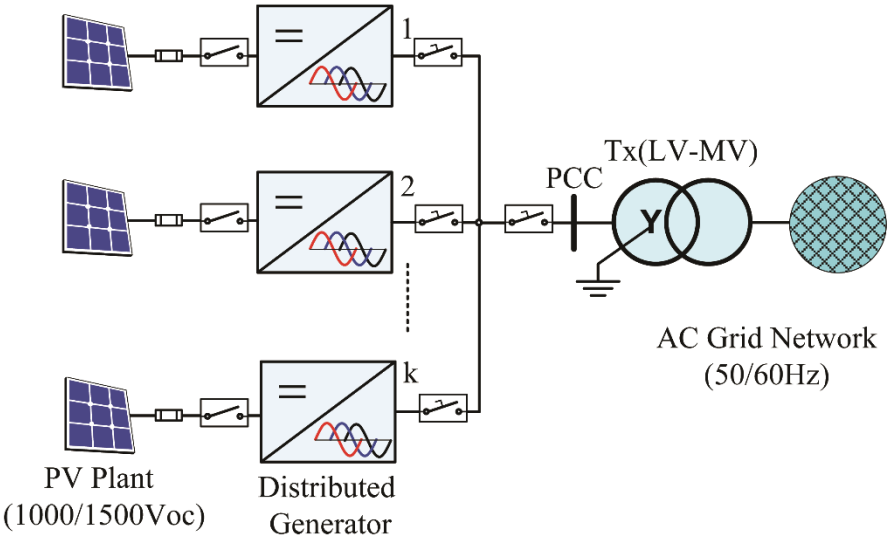 1
Tx(LV-MV)
PCC
2
Y
AC Grid Network
(50/60Hz)
k
PV Plant
(1000/1500Voc)
Distributed
Generator